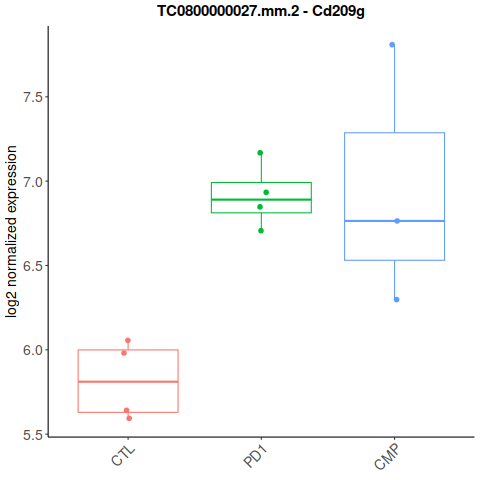 TC0800000027.mm.2 - Cd209g
log2 normalized expression
7.5
7.0
6.5
6.0
5.5
CTL
PD1
CMP